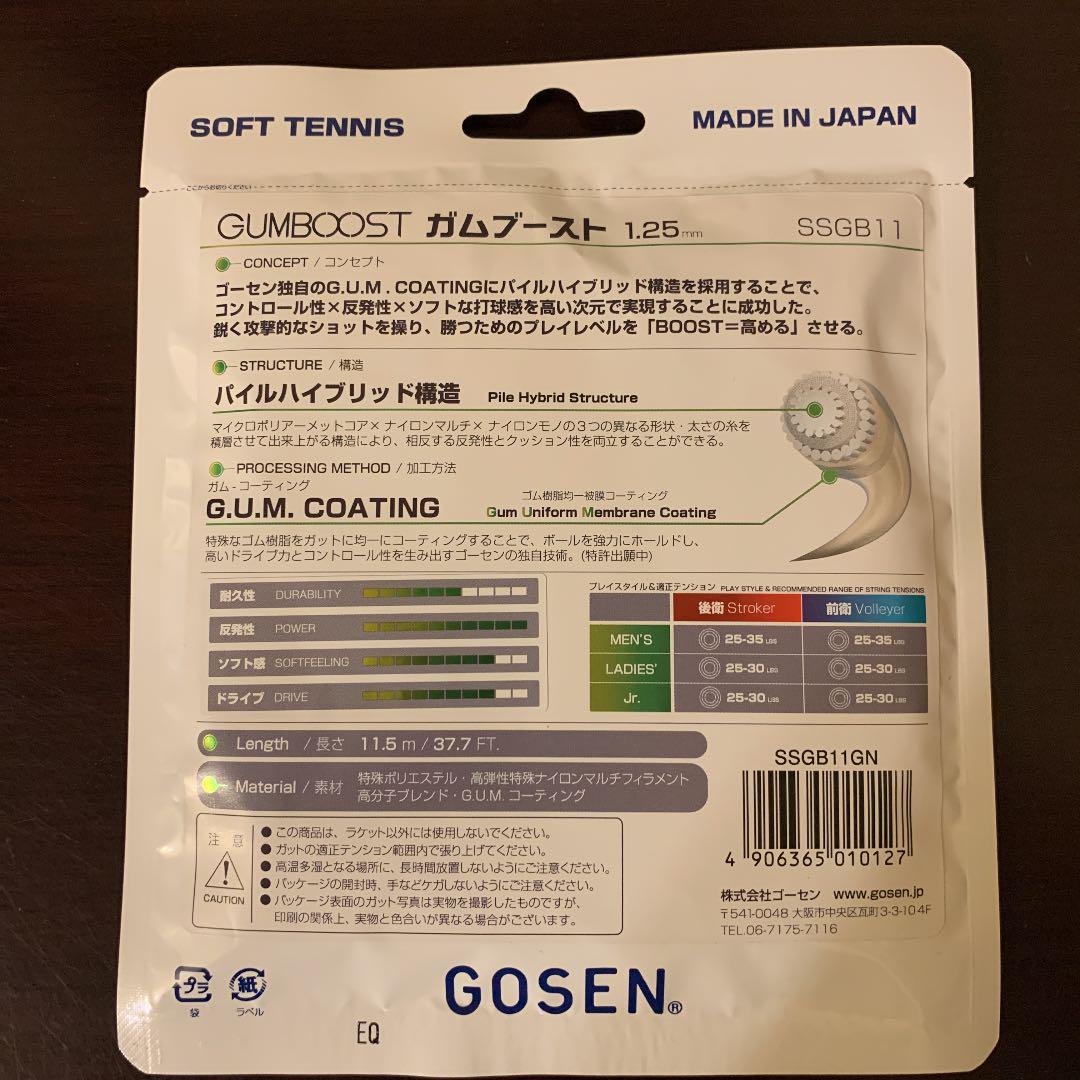 SOFT TENNIS
MADE IN JAPAN
ここからお切りください
GUMBOOST ガムブースト 1.25mm SSGB11
CONCEPT / コンセプト
ゴーセン独自のG.U.M. COATINGにパイルハイブリッド構造を採用することで、
コントロール性×反発性×ソフトな打球感を高い次元で実現することに成功した。
鋭く攻撃的なショットを操り、勝つためのプレイレベルを「BOOST=高める」させる。
STRUCTURE / 構造
パイルハイブリッド構造 Pile Hybrid Structure
マイクロポリアーメットコア×ナイロンマルチ×ナイロンモノの3つの異なる形状・太さの糸を
積層させて出来上がる構造により、相反する反発性とクッション性を両立することができる。
PROCESSING METHOD / 加工方法
ガム-コーティング
G.U.M. COATING
ゴム樹脂均一被膜コーティング
Gum Uniform Membrane Coating
特殊なゴム樹脂をガットに均一にコーティングすることで、ボールを強力にホールドし、
高いドライブ力とコントロール性を生み出すゴーセンの独自技術。(特許出願中)
耐久性 DURABILITY
反発性 POWER
ソフト感 SOFTFEELING
ドライブ DRIVE
プレイスタイル&適正テンション PLAY STYLE & RECOMMENDED RANGE OF STRING TENSIONS
後衛 Stroker 前衛 Volleyer
MEN'S 25-35 LBS 25-35 LBS
LADIES' 25-30 LBS 25-30 LBS
Jr. 25-30 LBS 25-30 LBS
Length / 長さ 11.5 m / 37.7 FT.
Material / 素材 特殊ポリエステル・高弾性特殊ナイロンマルチフィラメント
高分子ブレンド・G.U.M. コーティング
SSGB11GN
4 906365 010127
注意
CAUTION
● この商品は、ラケット以外には使用しないでください。
● ガットの適正テンション範囲内で張り上げてください。
● 高温多湿となる場所に、長時間放置しないようにご注意ください。
● パッケージの開封時、手などケガしないようにご注意ください。
● パッケージ表面のガット写真は実物を撮影したものですが、
印刷の関係上、実物と色合いが異なる場合がございます。
株式会社ゴーセン www.gosen.jp
〒541-0048 大阪市中央区瓦町3-3-10 4F
TEL.06-7175-7116
プラ
袋
紙
ラベル
GOSEN®
EQ